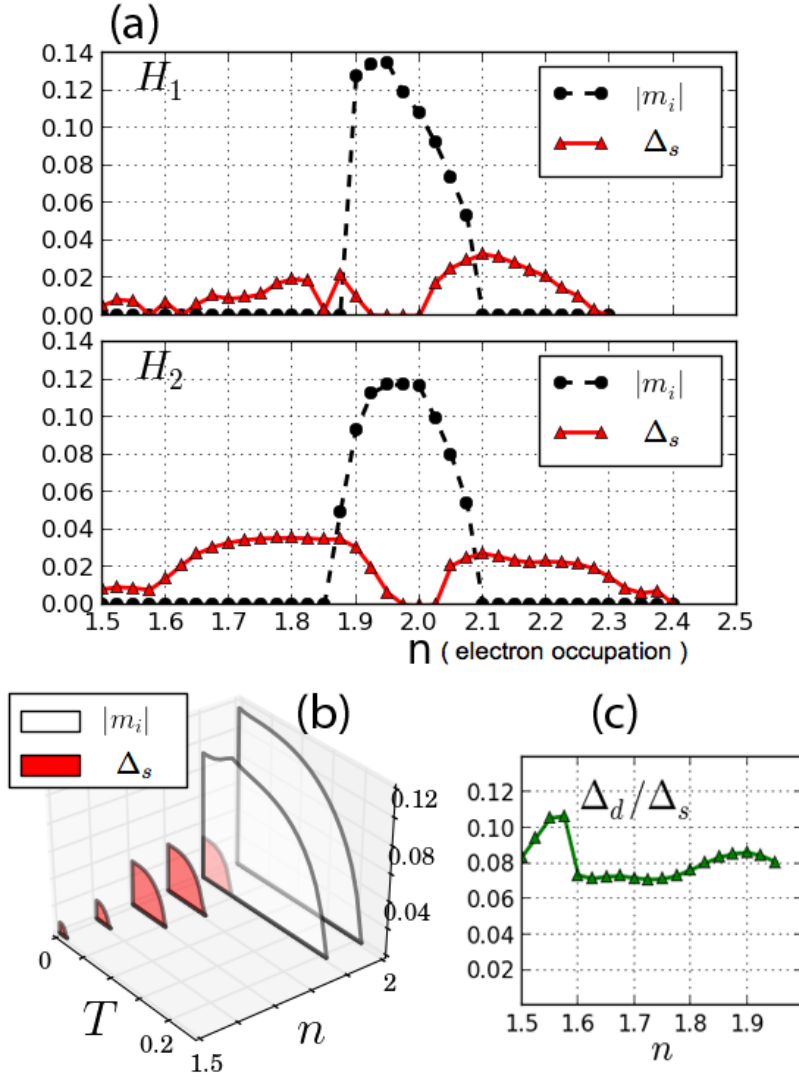 (a)
0.14
0.12
0.10
0.08
0.06
0.04
0.02
0.00
H₁
|mᵢ|
Δₛ
0.14
0.12
0.10
0.08
0.06
0.04
0.02
0.00
H₂
|mᵢ|
Δₛ
1.5 1.6 1.7 1.8 1.9 2.0 2.1 2.2 2.3 2.4 2.5
n ( electron occupation )
(b)
|mᵢ|
Δₛ
0.12
0.08
0.04
0
T
0.2
1.5
n
2
(c)
Δ_d/Δₛ
0.12
0.10
0.08
0.06
0.04
0.02
1.5 1.6 1.7 1.8 1.9
n